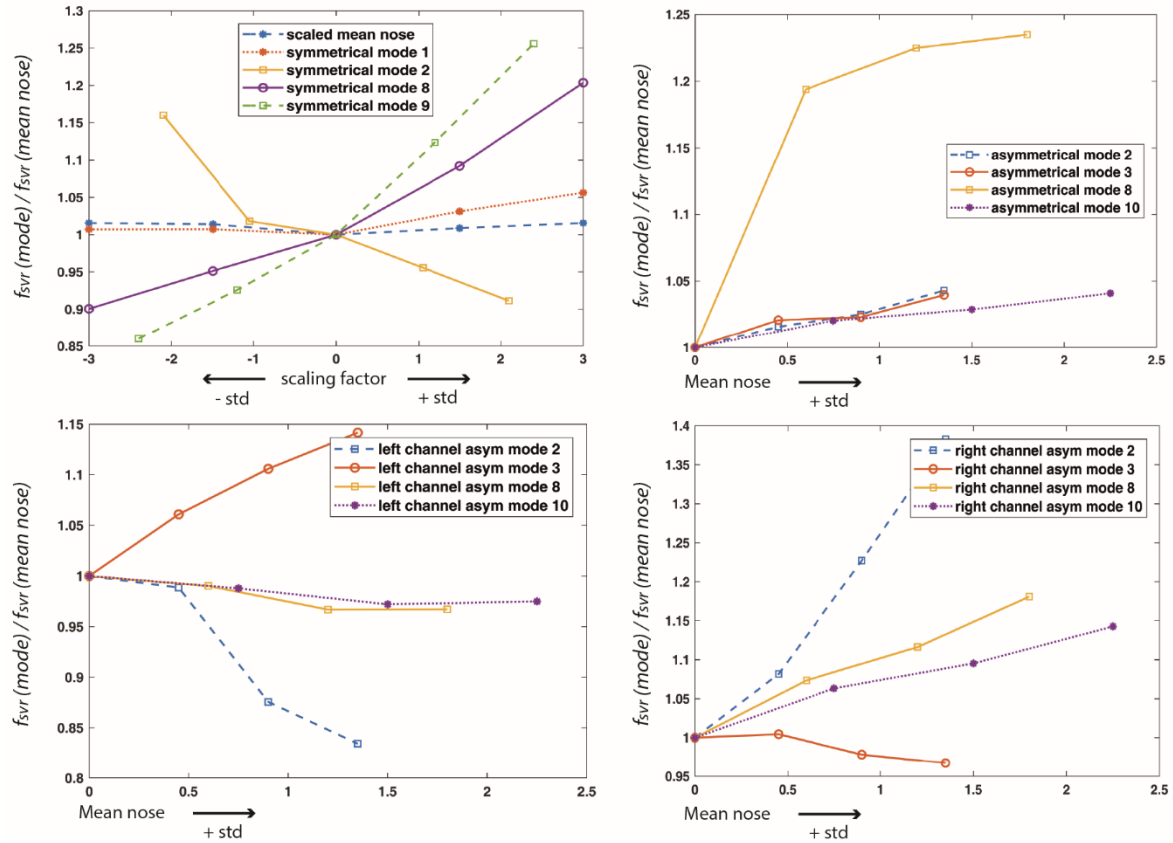 1.3
1.25
1.2
1.15
1.1
1.05
1
0.95
0.9
0.85
fsvr (mode) / fsvr (mean nose)
scaled mean nose
symmetrical mode 1
symmetrical mode 2
symmetrical mode 8
symmetrical mode 9
-3 -2 -1 0 1 2 3
scaling factor
- std + std
1.25
1.2
1.15
1.1
1.05
1
fsvr (mode) / fsvr (mean nose)
asymmetrical mode 2
asymmetrical mode 3
asymmetrical mode 8
asymmetrical mode 10
0 0.5 1 1.5 2 2.5
Mean nose
+ std
1.15
1.1
1.05
1
0.95
0.9
0.85
0.8
fsvr (mode) / fsvr (mean nose)
left channel asym mode 2
left channel asym mode 3
left channel asym mode 8
left channel asym mode 10
0 0.5 1 1.5 2 2.5
Mean nose
+ std
1.4
1.35
1.3
1.25
1.2
1.15
1.1
1.05
1
0.95
fsvr (mode) / fsvr (mean nose)
right channel asym mode 2
right channel asym mode 3
right channel asym mode 8
right channel asym mode 10
0 0.5 1 1.5 2 2.5
Mean nose
+ std